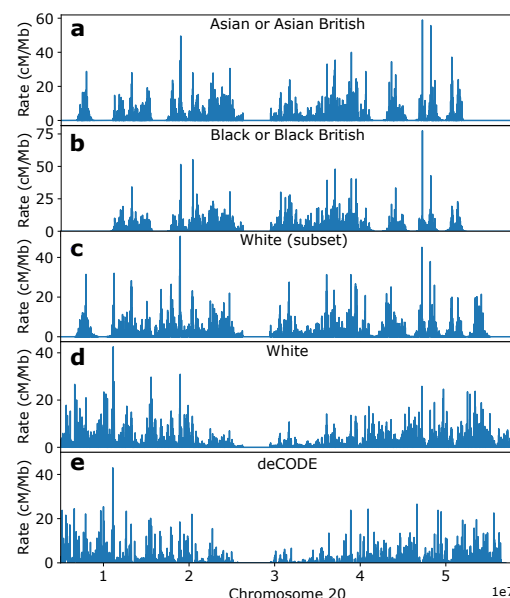 a
Asian or Asian British
Rate (cM/Mb)
60
40
20
0
b
Black or Black British
Rate (cM/Mb)
75
50
25
0
c
White (subset)
Rate (cM/Mb)
40
20
0
d
White
Rate (cM/Mb)
40
20
0
e
deCODE
Rate (cM/Mb)
40
20
0
1 2 3 4 5
1e7
Chromosome 20